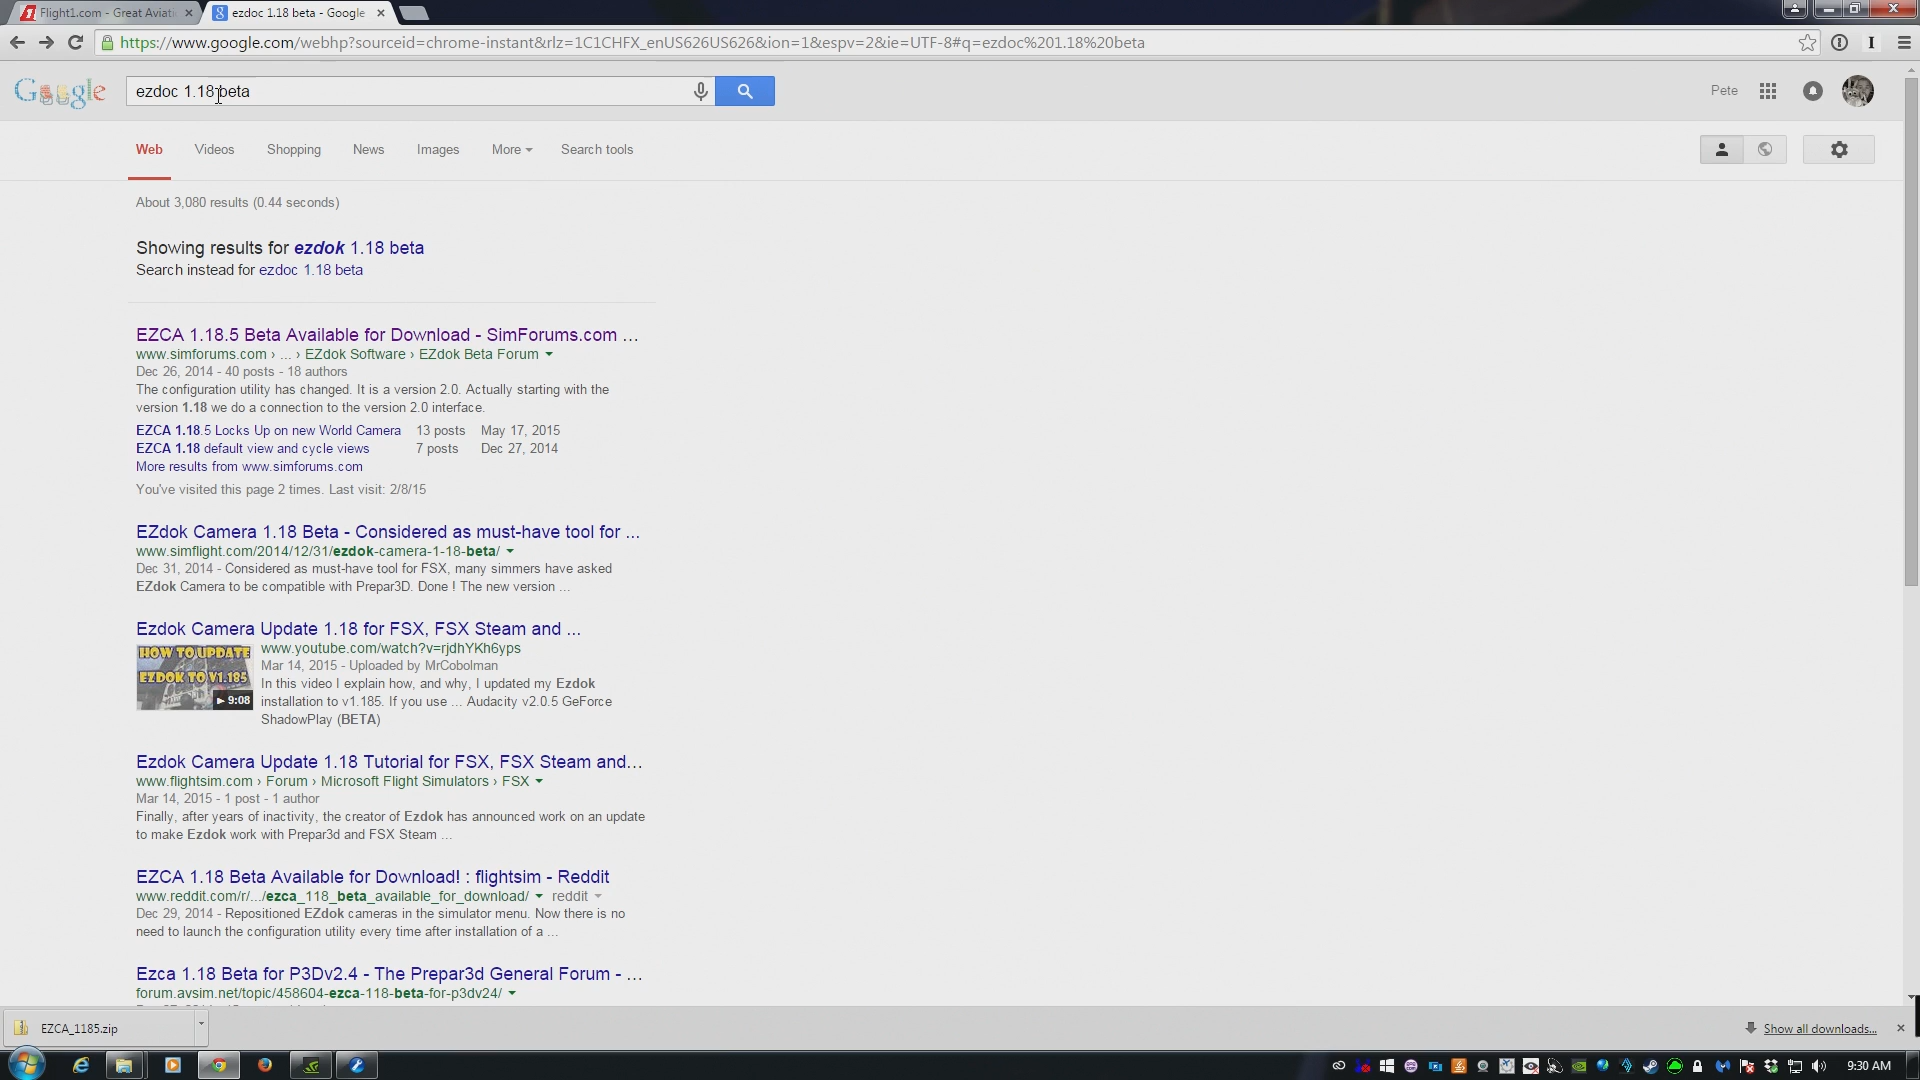 Flight1.com - Great Aviati
ezdoc 1.18 beta - Google
https://www.google.com/webhp?sourceid=chrome-instant&rlz=1C1CHFX_enUS626US626&ion=1&espv=2&ie=UTF-8#q=ezdoc%201.18%20beta
Google
ezdoc 1.18 beta
Pete
Web Videos Shopping News Images More Search tools
About 3,080 results (0.44 seconds)
Showing results for ezdok 1.18 beta
Search instead for ezdoc 1.18 beta
EZCA 1.18.5 Beta Available for Download - SimForums.com ...
www.simforums.com › ... › EZdok Software › EZdok Beta Forum
Dec 26, 2014 - 40 posts - 18 authors
The configuration utility has changed. It is a version 2.0. Actually starting with the
version 1.18 we do a connection to the version 2.0 interface.
EZCA 1.18.5 Locks Up on new World Camera 13 posts May 17, 2015
EZCA 1.18 default view and cycle views 7 posts Dec 27, 2014
More results from www.simforums.com
You've visited this page 2 times. Last visit: 2/8/15
EZdok Camera 1.18 Beta - Considered as must-have tool for ...
www.simflight.com/2014/12/31/ezdok-camera-1-18-beta/
Dec 31, 2014 - Considered as must-have tool for FSX, many simmers have asked
EZdok Camera to be compatible with Prepar3D. Done ! The new version ...
Ezdok Camera Update 1.18 for FSX, FSX Steam and ...
HOW TO UPDATE
EZDOK TO V1.185
9:08
www.youtube.com/watch?v=rjdhYKh6yps
Mar 14, 2015 - Uploaded by MrCobolman
In this video I explain how, and why, I updated my Ezdok
installation to v1.185. If you use ... Audacity v2.0.5 GeForce
ShadowPlay (BETA)
Ezdok Camera Update 1.18 Tutorial for FSX, FSX Steam and...
www.flightsim.com › Forum › Microsoft Flight Simulators › FSX
Mar 14, 2015 - 1 post - 1 author
Finally, after years of inactivity, the creator of Ezdok has announced work on an update
to make Ezdok work with Prepar3d and FSX Steam ...
EZCA 1.18 Beta Available for Download! : flightsim - Reddit
www.reddit.com/r/.../ezca_118_beta_available_for_download/ reddit
Dec 29, 2014 - Repositioned EZdok cameras in the simulator menu. Now there is no
need to launch the configuration utility every time after installation of a ...
Ezca 1.18 Beta for P3Dv2.4 - The Prepar3d General Forum - ...
forum.avsim.net/topic/458604-ezca-118-beta-for-p3dv24/
EZCA_1185.zip
Show all downloads...
9:30 AM